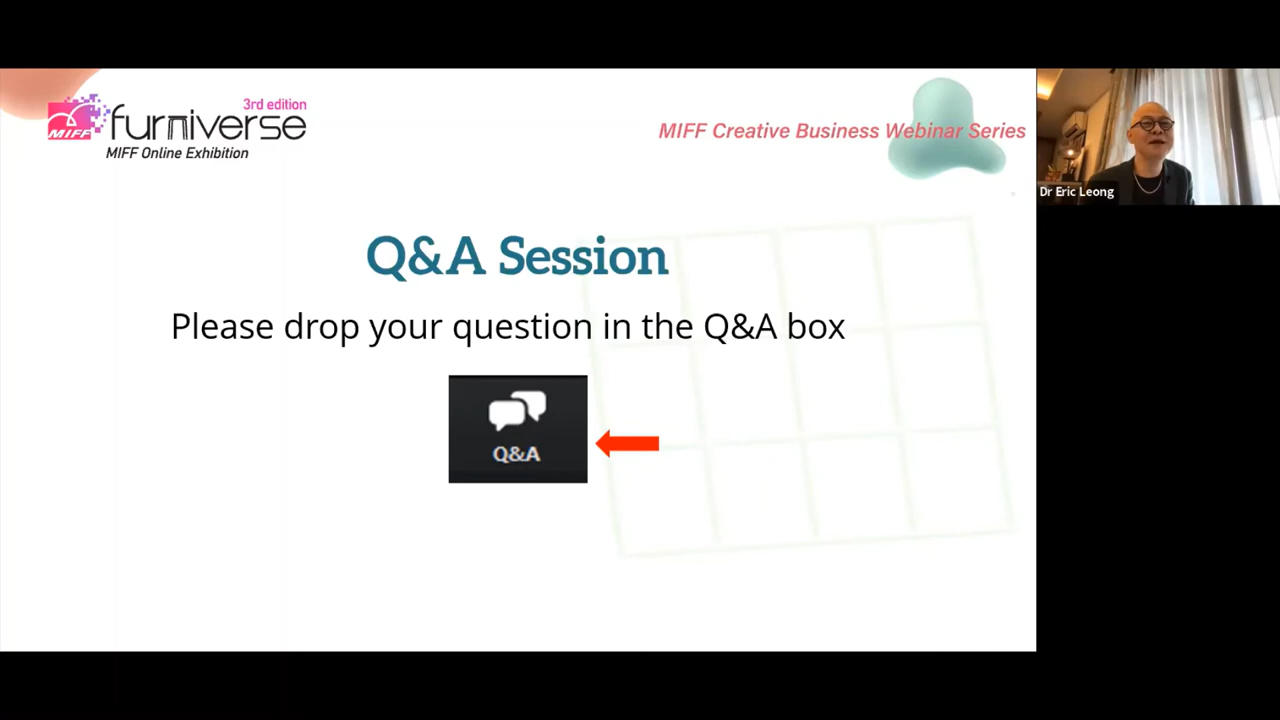 3rd edition
MIFF furniverse
MIFF Online Exhibition
MIFF Creative Business Webinar Series
Dr Eric Leong
Q&A Session
Please drop your question in the Q&A box
Q&A